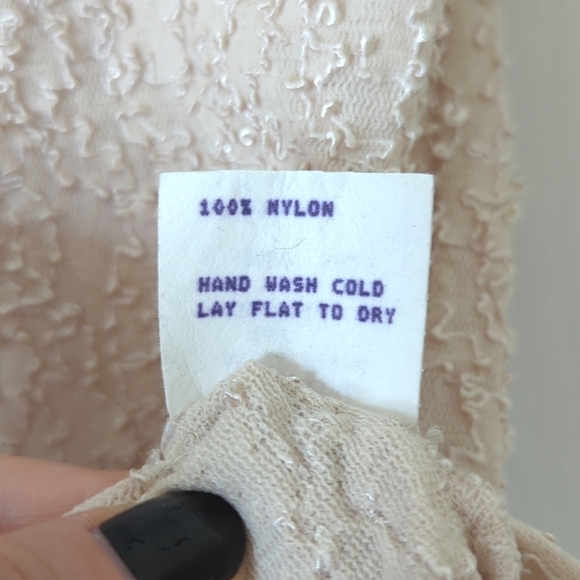 100% NYLON
HAND WASH COLD
LAY FLAT TO DRY